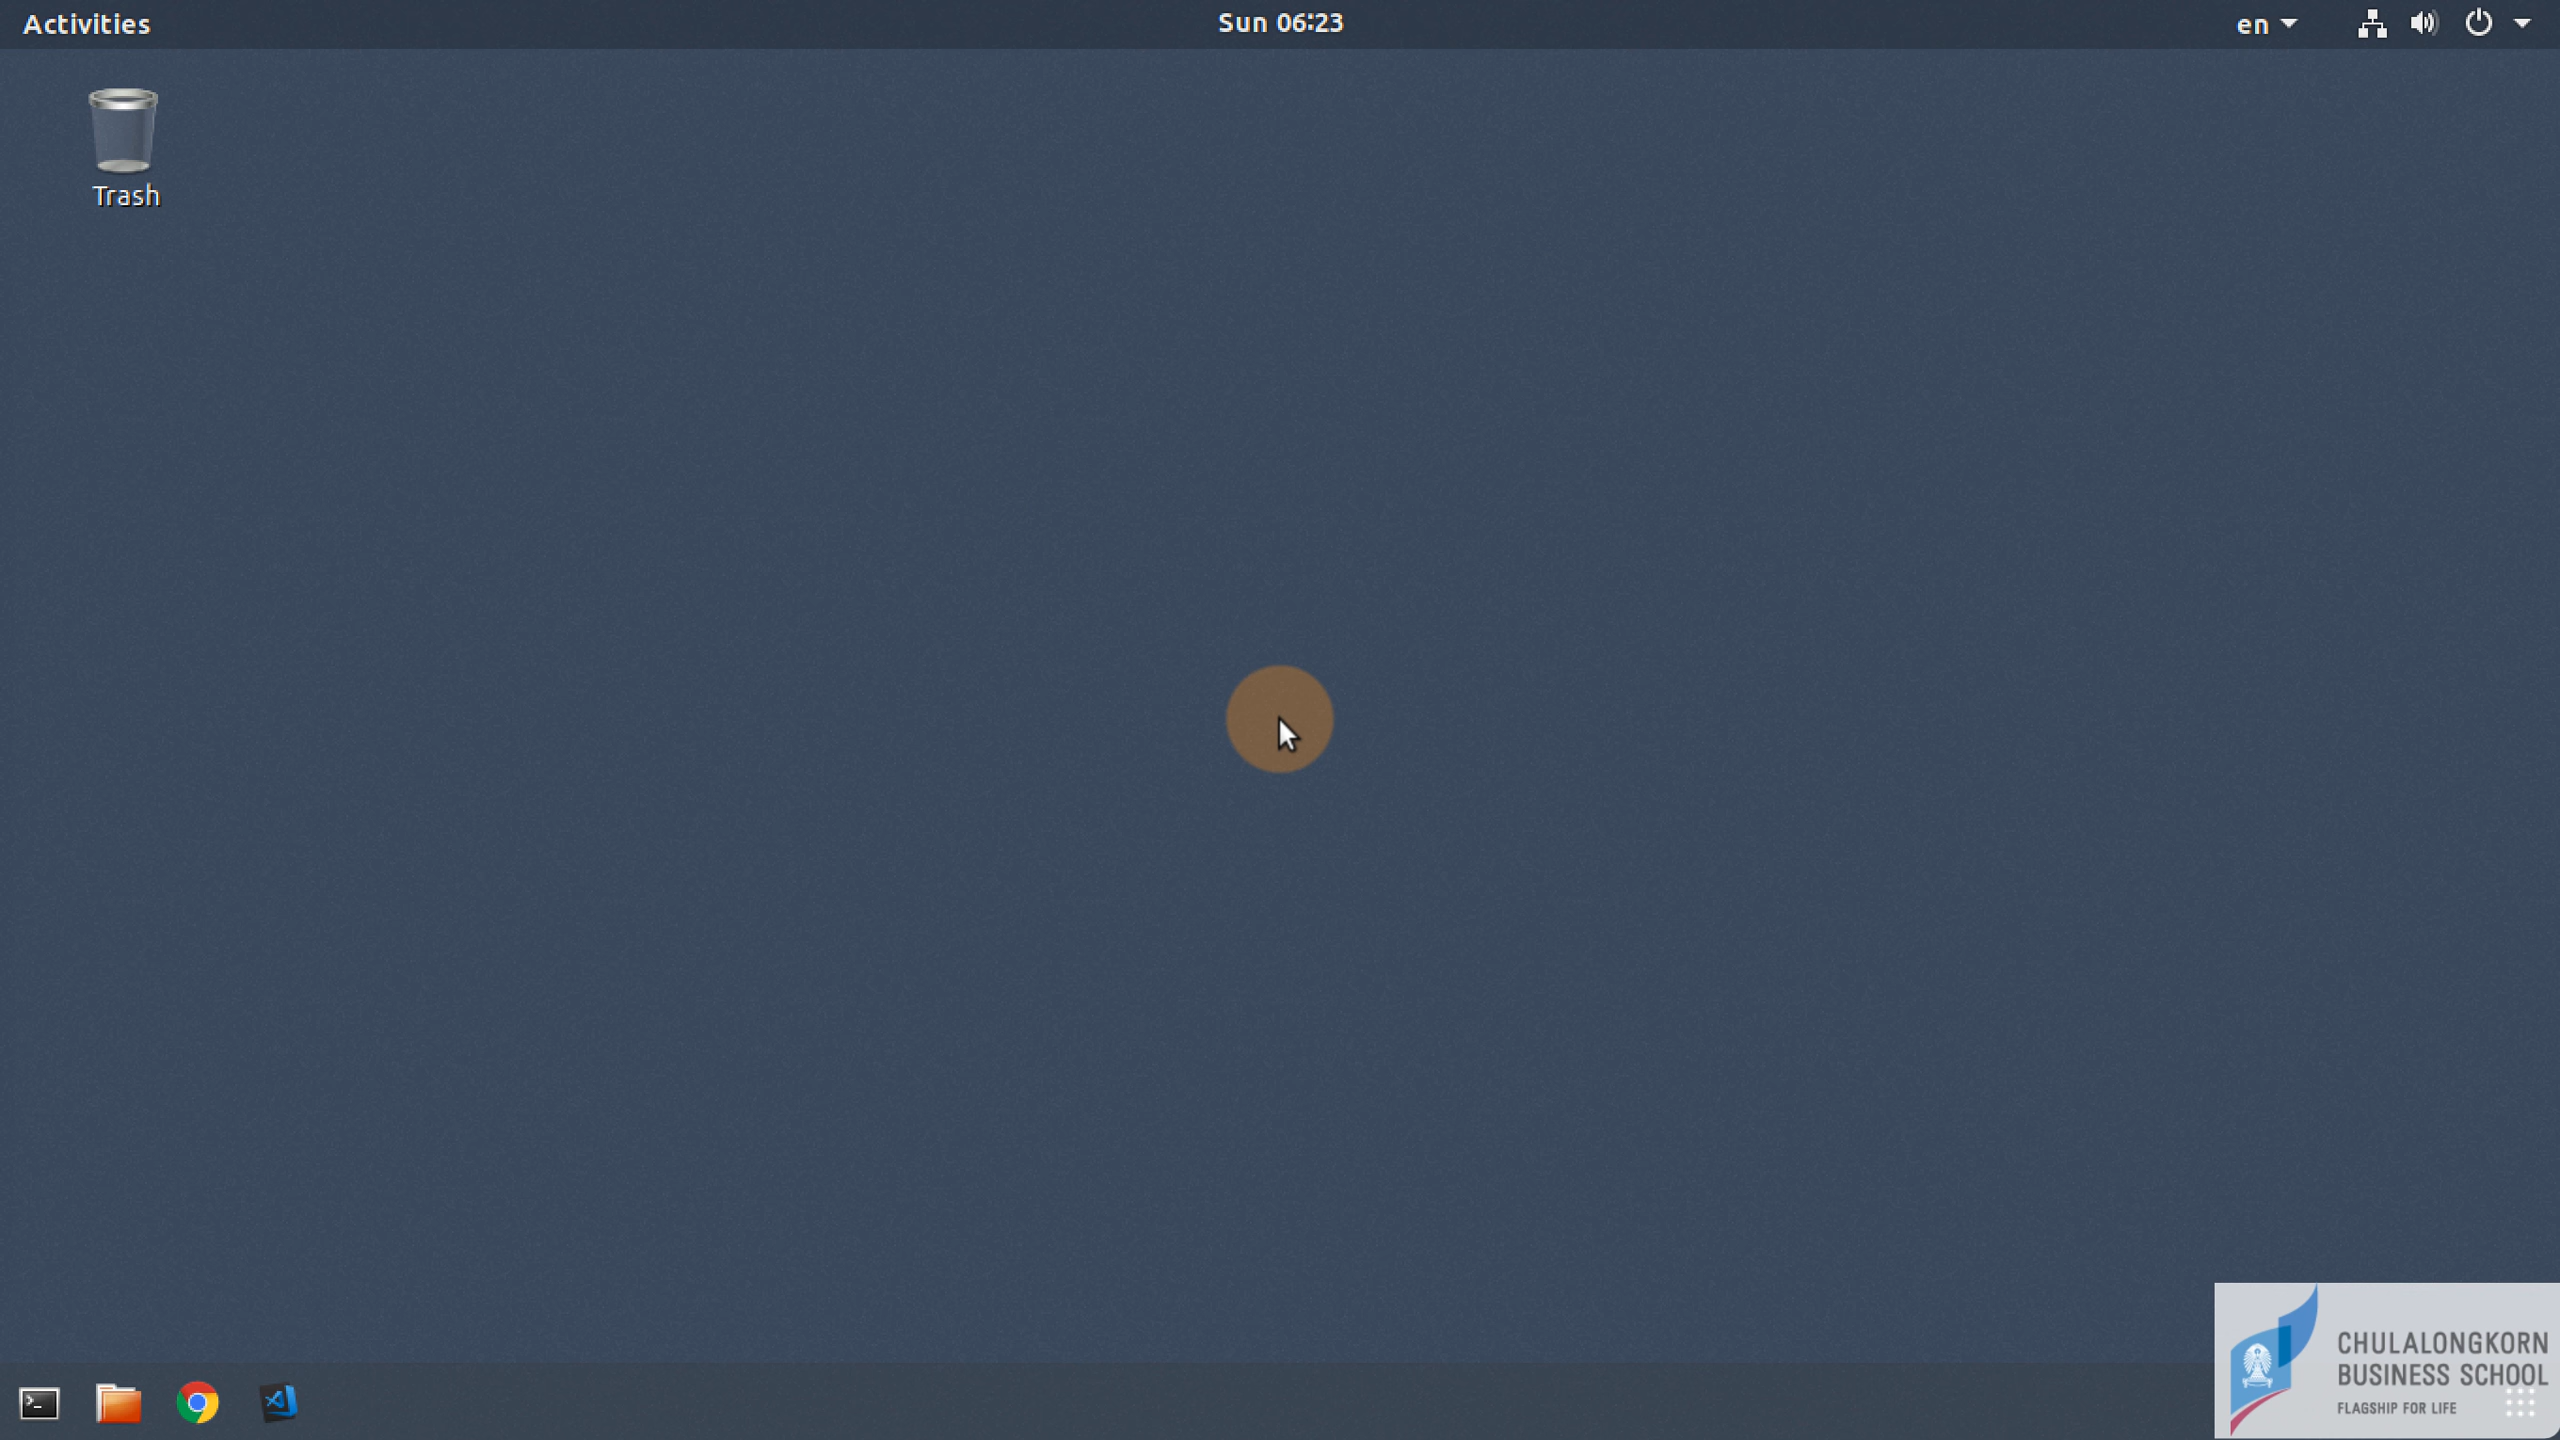 Activities
Sun 06:23
en
Trash
CHULALONGKORN
BUSINESS SCHOOL
FLAGSHIP FOR LIFE